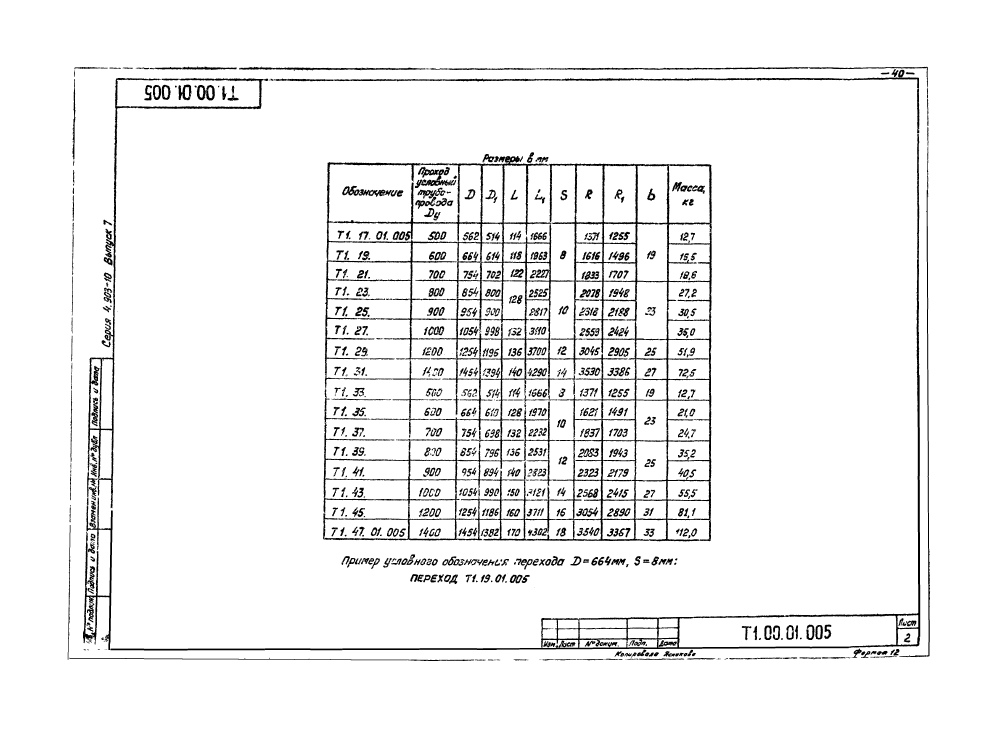 — 40 —
Т1.00.01.005
Серия 4.903-10 Выпуск 7
Размеры в мм
Обозначение | Проход условный трубо-провода Dу | D | D₁ | L | L₁ | S | R | R₁ | b | Масса, кг
Т1. 17. 01. 005 | 500 | 562 | 514 | 114 | 1666 | 8 | 1371 | 1255 | 19 | 12,7
Т1. 19. | 600 | 664 | 614 | 118 | 1963 | 1616 | 1496 | 15,5
Т1. 21. | 700 | 754 | 702 | 122 | 2227 | 1833 | 1707 | 18,6
Т1. 23. | 800 | 854 | 800 | 128 | 2525 | 10 | 2078 | 1948 | 23 | 27,2
Т1. 25. | 900 | 954 | 900 | 2817 | 2318 | 2188 | 30,5
Т1. 27. | 1000 | 1054 | 998 | 132 | 3110 | 2559 | 2424 | 35,0
Т1. 29. | 1200 | 1254 | 1196 | 136 | 3700 | 12 | 3045 | 2905 | 25 | 51,9
Т1. 31. | 1400 | 1454 | 1394 | 140 | 4290 | 14 | 3530 | 3386 | 27 | 72,5
Т1. 33. | 500 | 562 | 514 | 114 | 1666 | 8 | 1371 | 1255 | 19 | 12,7
Т1. 35. | 600 | 664 | 610 | 128 | 1970 | 10 | 1621 | 1491 | 23 | 21,0
Т1. 37. | 700 | 754 | 698 | 132 | 2232 | 1837 | 1703 | 24,7
Т1. 39. | 800 | 854 | 796 | 136 | 2531 | 12 | 2083 | 1943 | 25 | 35,2
Т1. 41. | 900 | 954 | 894 | 140 | 2823 | 2323 | 2179 | 40,5
Т1. 43. | 1000 | 1054 | 990 | 150 | 3121 | 14 | 2568 | 2415 | 27 | 55,5
Т1. 45. | 1200 | 1254 | 1186 | 160 | 3711 | 16 | 3054 | 2890 | 31 | 81,1
Т1. 47. 01. 005 | 1400 | 1454 | 1382 | 170 | 4302 | 18 | 3540 | 3367 | 33 | 112,0
Пример условного обозначения перехода D=664мм, S=8мм:
ПЕРЕХОД Т1.19.01.005
Подпись и дата
Инв.№ дубл.
Взамен инв.№
Подпись и дата
Инв.№ подлин.
Т1.00.01.005
Лист
2
Изм. Лист №докум. Подп. Дата
Копировала
Формат 12